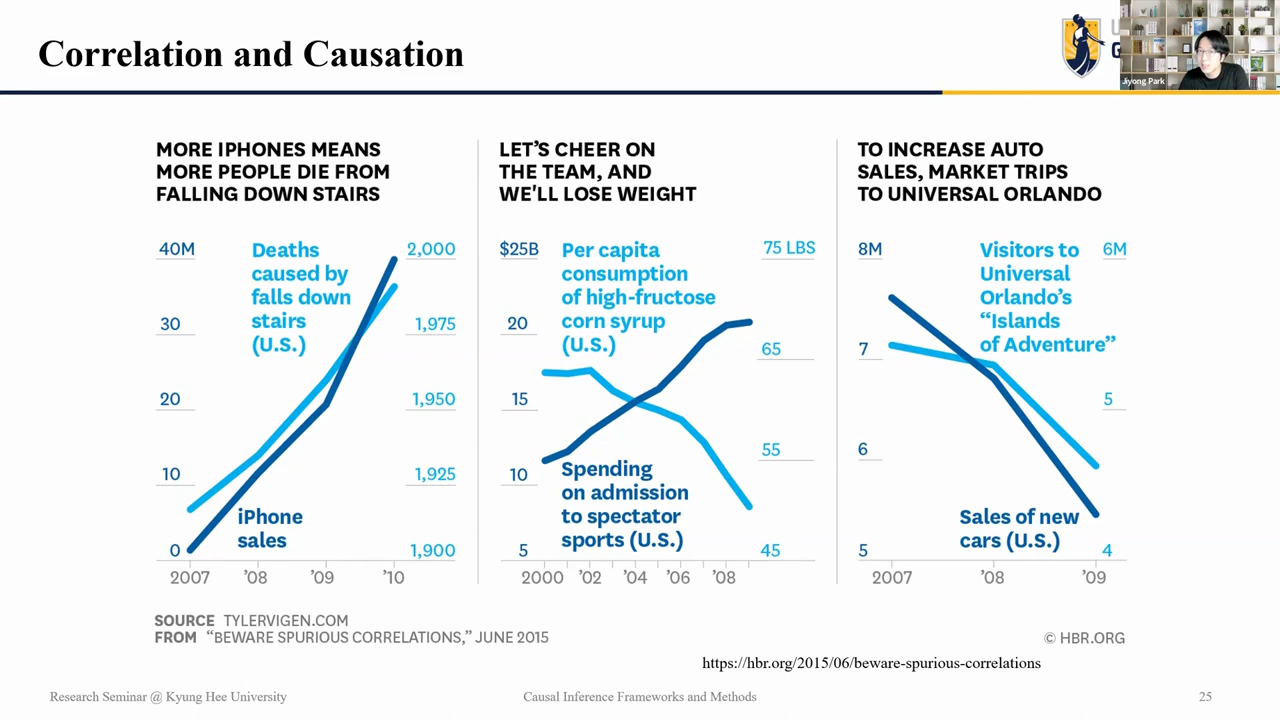 Correlation and Causation
U
G
Jiyong Park
MORE IPHONES MEANS
MORE PEOPLE DIE FROM
FALLING DOWN STAIRS
40M
30
20
10
0
Deaths
caused by
falls down
stairs
(U.S.)
iPhone
sales
2,000
1,975
1,950
1,925
1,900
2007 ’08 ’09 ’10
LET’S CHEER ON
THE TEAM, AND
WE'LL LOSE WEIGHT
$25B
20
15
10
5
Per capita
consumption
of high-fructose
corn syrup
(U.S.)
Spending
on admission
to spectator
sports (U.S.)
75 LBS
65
55
45
2000 ’02 ’04 ’06 ’08
TO INCREASE AUTO
SALES, MARKET TRIPS
TO UNIVERSAL ORLANDO
8M
7
6
5
Visitors to
Universal
Orlando’s
“Islands
of Adventure”
Sales of new
cars (U.S.)
6M
5
4
2007 ’08 ’09
SOURCE TYLERVIGEN.COM
FROM “BEWARE SPURIOUS CORRELATIONS,” JUNE 2015
© HBR.ORG
https://hbr.org/2015/06/beware-spurious-correlations
Research Seminar @ Kyung Hee University
Causal Inference Frameworks and Methods
25